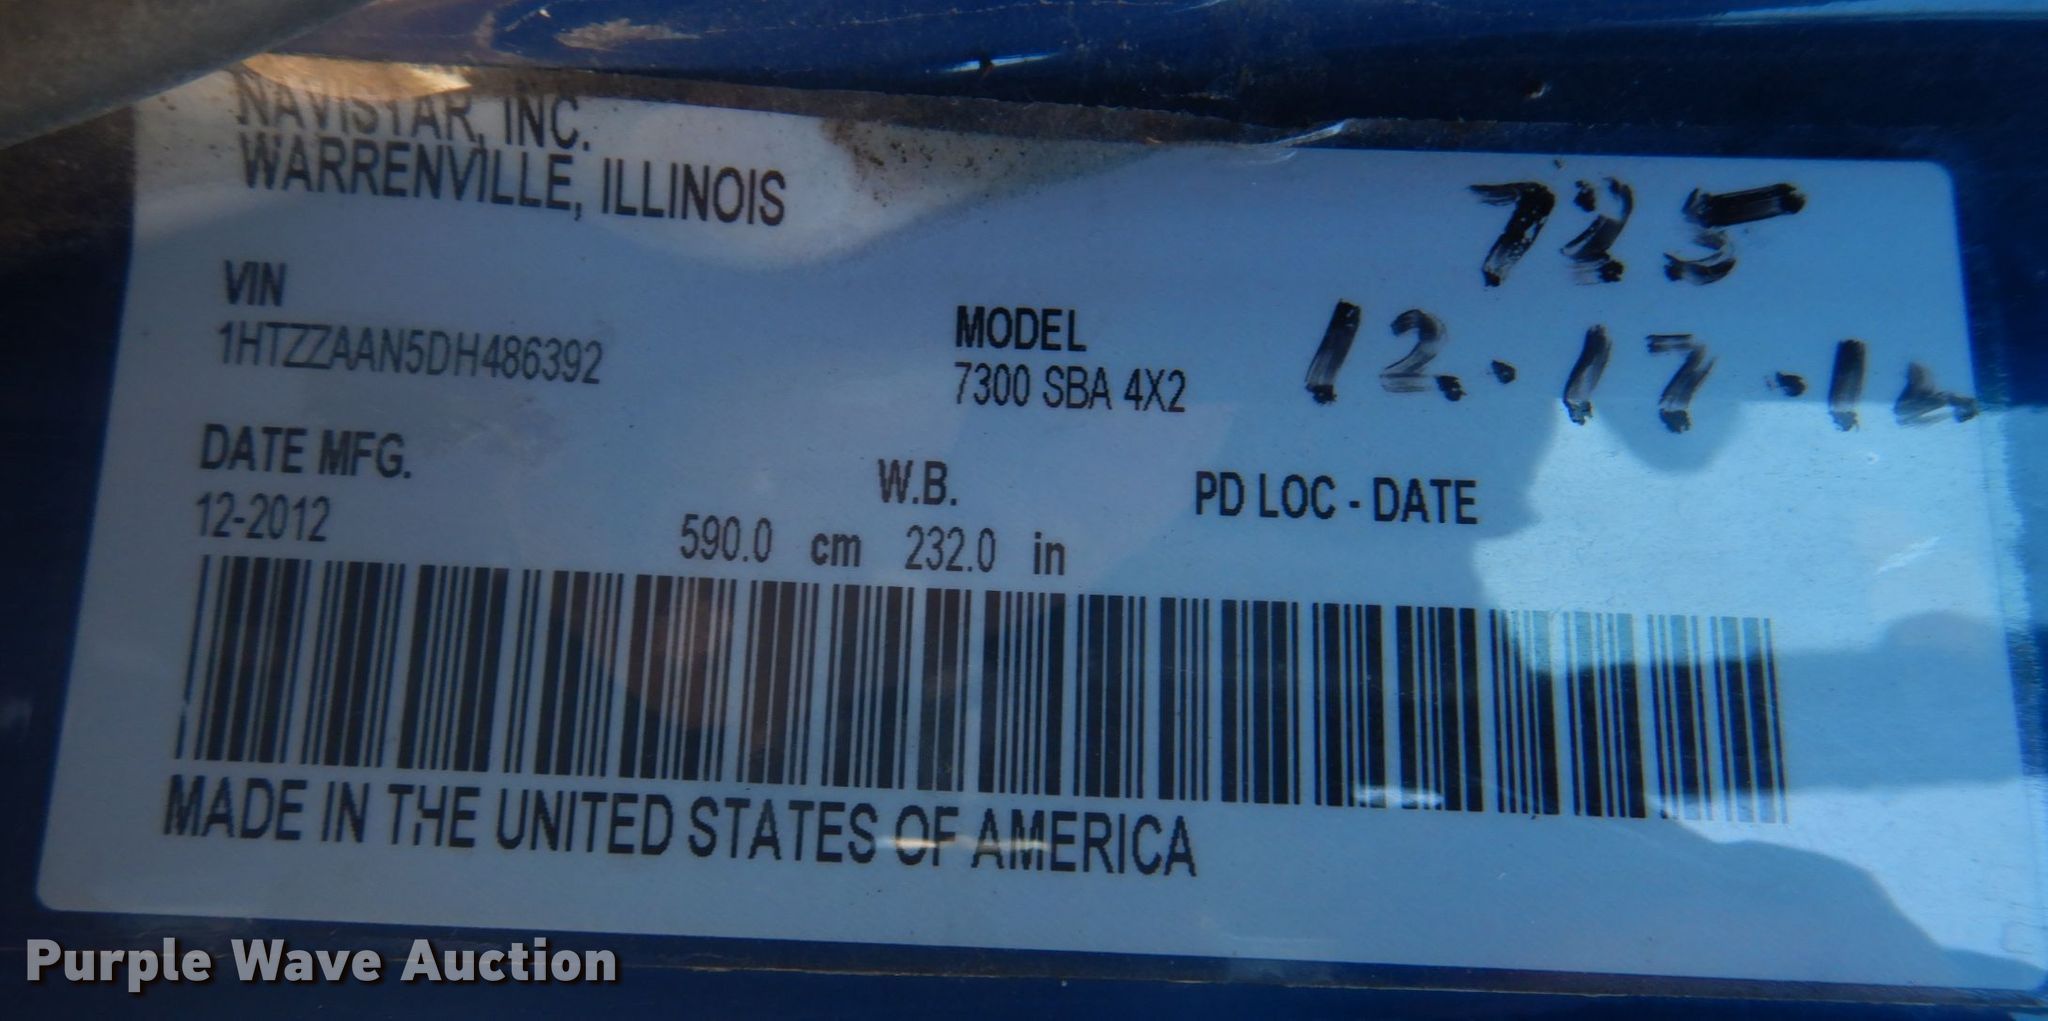 NAVISTAR, INC.
WARRENVILLE, ILLINOIS
725
VIN
1HTZZAAN5DH486392
MODEL
7300 SBA 4X2
12.17.12
DATE MFG.
12-2012
W.B.
590.0 cm 232.0 in
PD LOC - DATE
MADE IN THE UNITED STATES OF AMERICA
Purple Wave Auction